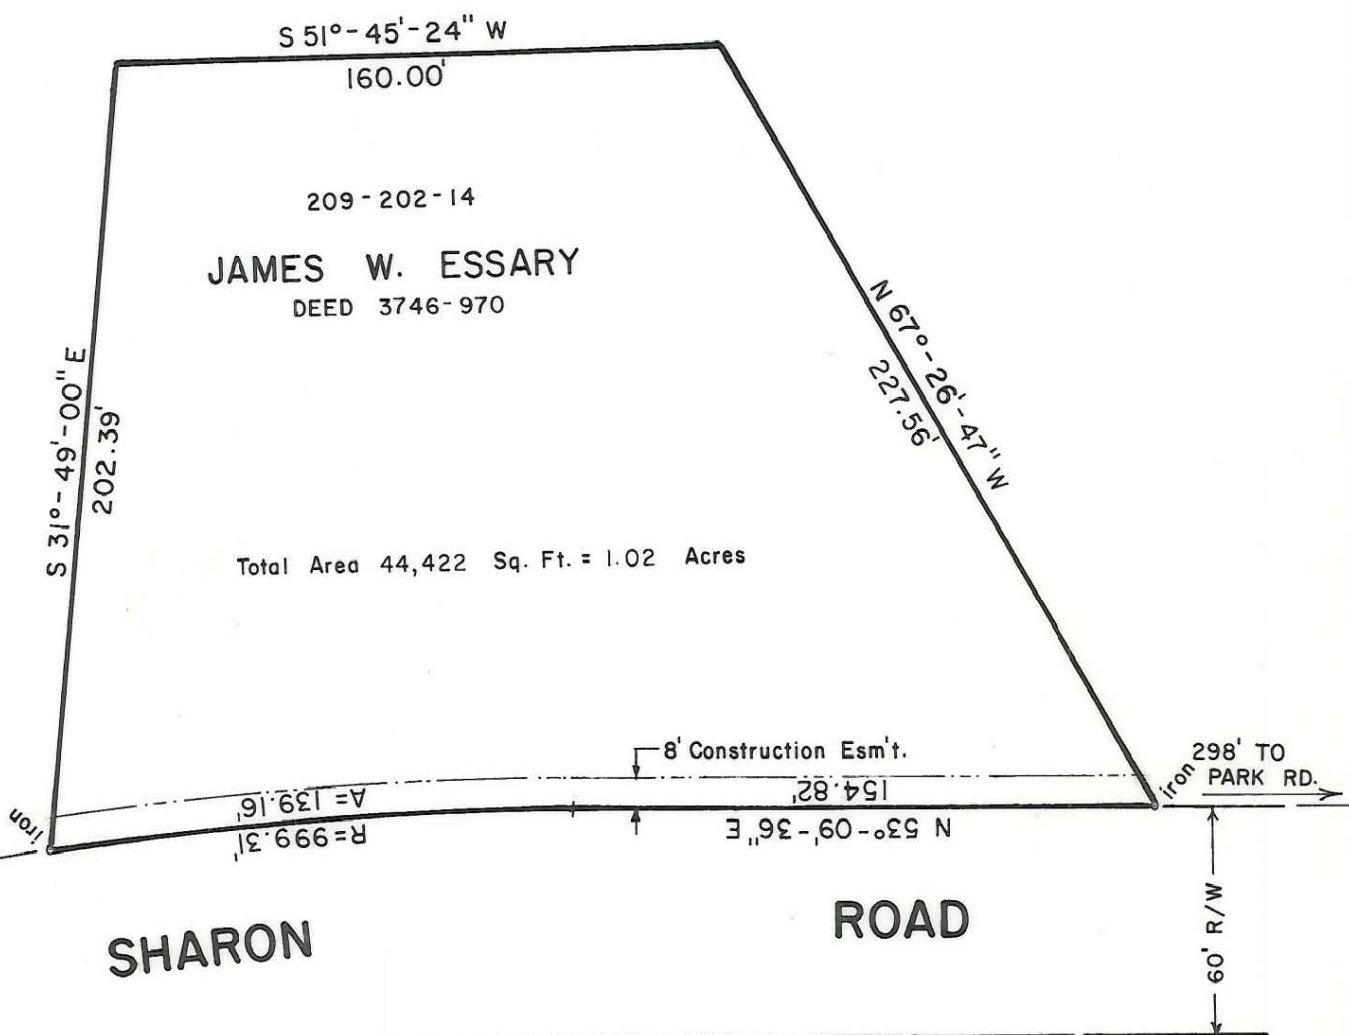 S 51°-45'-24" W
160.00'
209-202-14
JAMES W. ESSARY
DEED 3746-970
S 31°-49'-00" E
202.39'
N 67°-26'-47" W
227.56'
Total Area 44,422 Sq. Ft. = 1.02 Acres
8' Construction Esm't.
298' TO
PARK RD.
iron
iron
A= 139.16'
R=999.31'
154.82'
N 53°-09'-36" E
SHARON ROAD
60' R/W